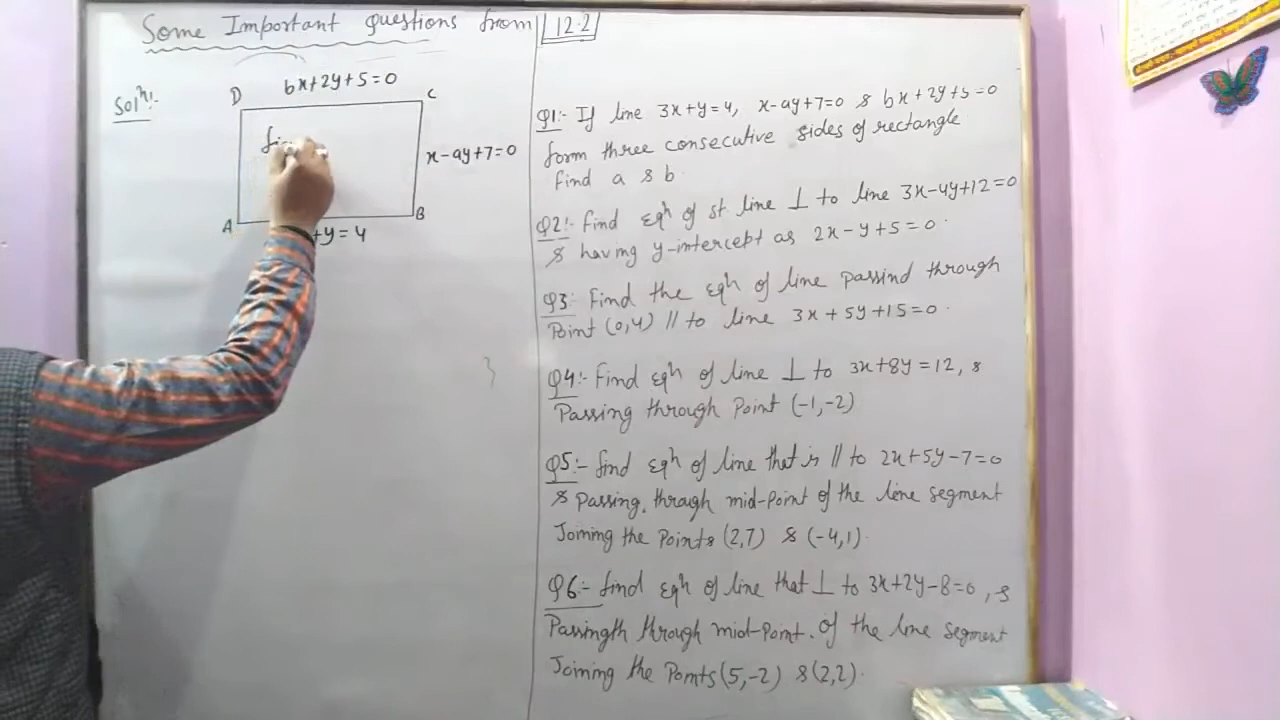 Some Important questions from 12.2
Solⁿ:-
D
bx+2y+5=0
C
x-ay+7=0
A
B
+y=4
Q1:- If line 3x+y=4, x-ay+7=0 & bx+2y+5=0
form three consecutive sides of rectangle
find a & b.
Q2:- Find eqⁿ of st. line ⊥ to line 3x-4y+12=0
& having y-intercept as 2x-y+5=0.
Q3:- Find the eqⁿ of line passind through
Point (0,4) // to line 3x+5y+15=0.
Q4:- Find eqⁿ of line ⊥ to 3x+8y=12, &
Passing through Point (-1,-2)
Q5:- find eqⁿ of line that is // to 2x+5y-7=0
& Passing through mid-Point of the line segment
Joining the Points (2,7) & (-4,1).
Q6:- find eqⁿ of line that ⊥ to 3x+2y-8=0, &
Passingth through mid-Point. of the line segment
Joining the Points (5,-2) & (2,2).